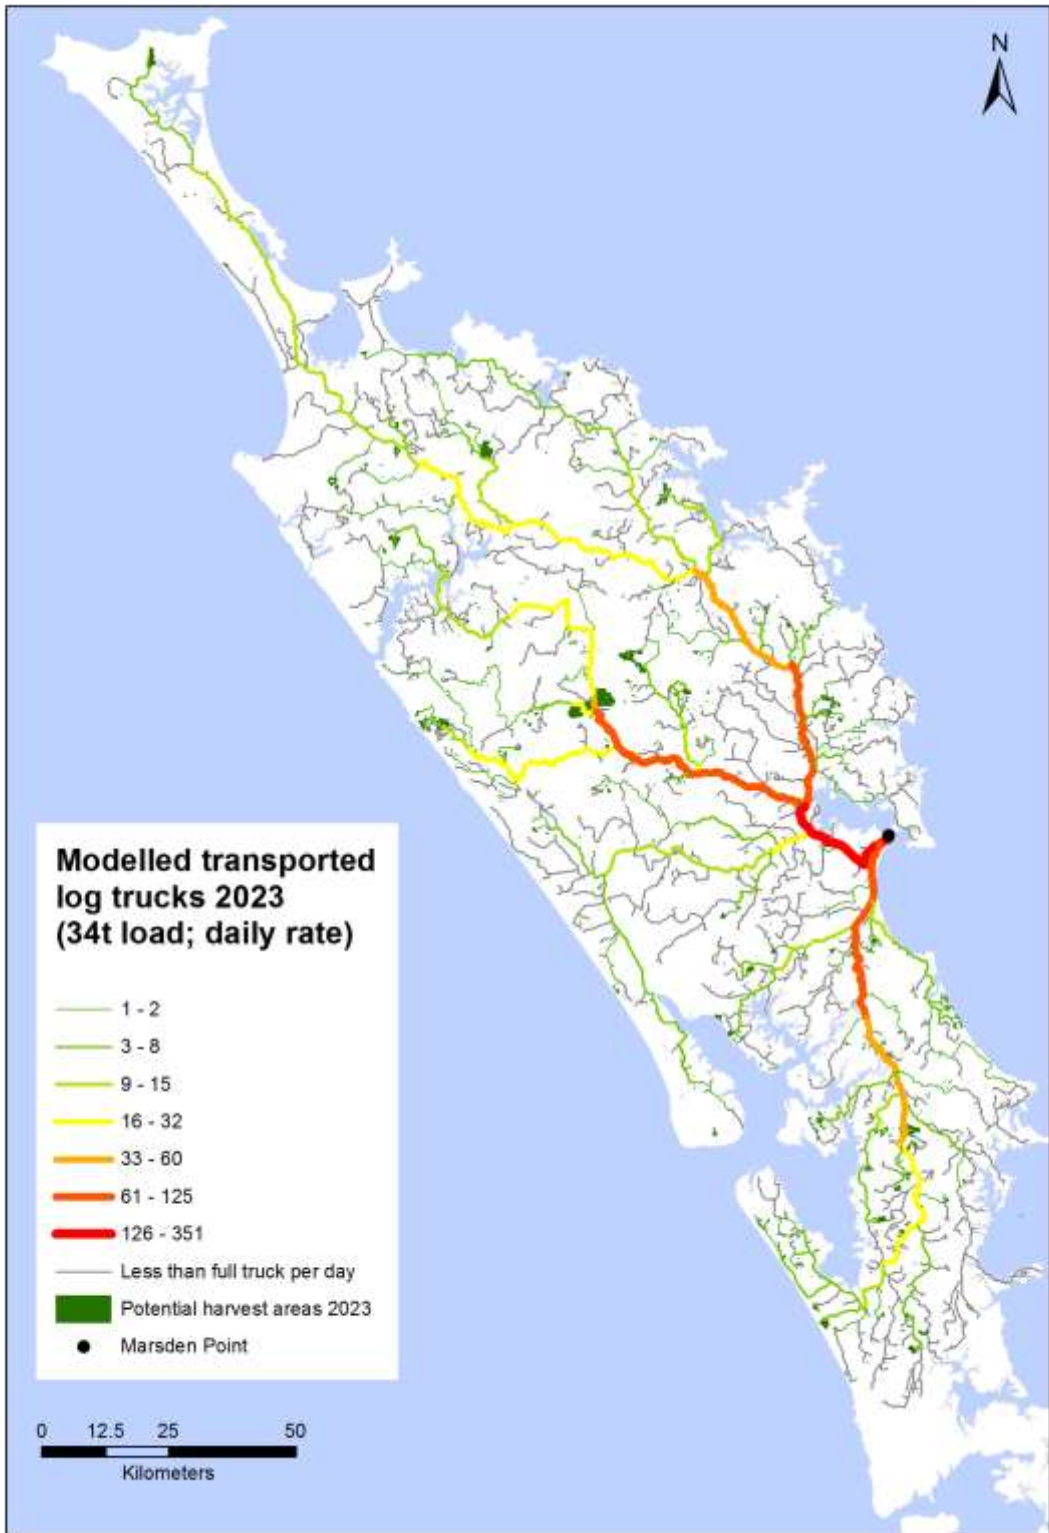 N
Modelled transported
log trucks 2023
(34t load; daily rate)
1 - 2
3 - 8
9 - 15
16 - 32
33 - 60
61 - 125
126 - 351
Less than full truck per day
Potential harvest areas 2023
Marsden Point
0 12.5 25 50
Kilometers